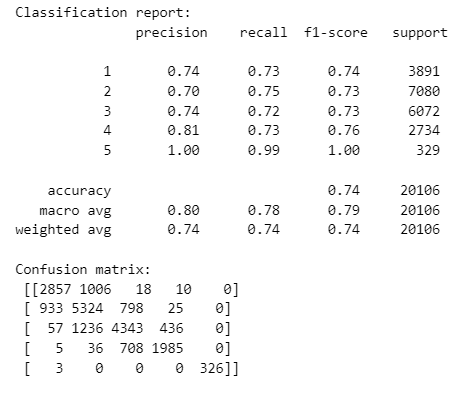 Classification report:
precision recall f1-score support
1 0.74 0.73 0.74 3891
2 0.70 0.75 0.73 7080
3 0.74 0.72 0.73 6072
4 0.81 0.73 0.76 2734
5 1.00 0.99 1.00 329
accuracy 0.74 20106
macro avg 0.80 0.78 0.79 20106
weighted avg 0.74 0.74 0.74 20106
Confusion matrix:
[[2857 1006 18 10 0]
[ 933 5324 798 25 0]
[ 57 1236 4343 436 0]
[ 5 36 708 1985 0]
[ 3 0 0 0 326]]